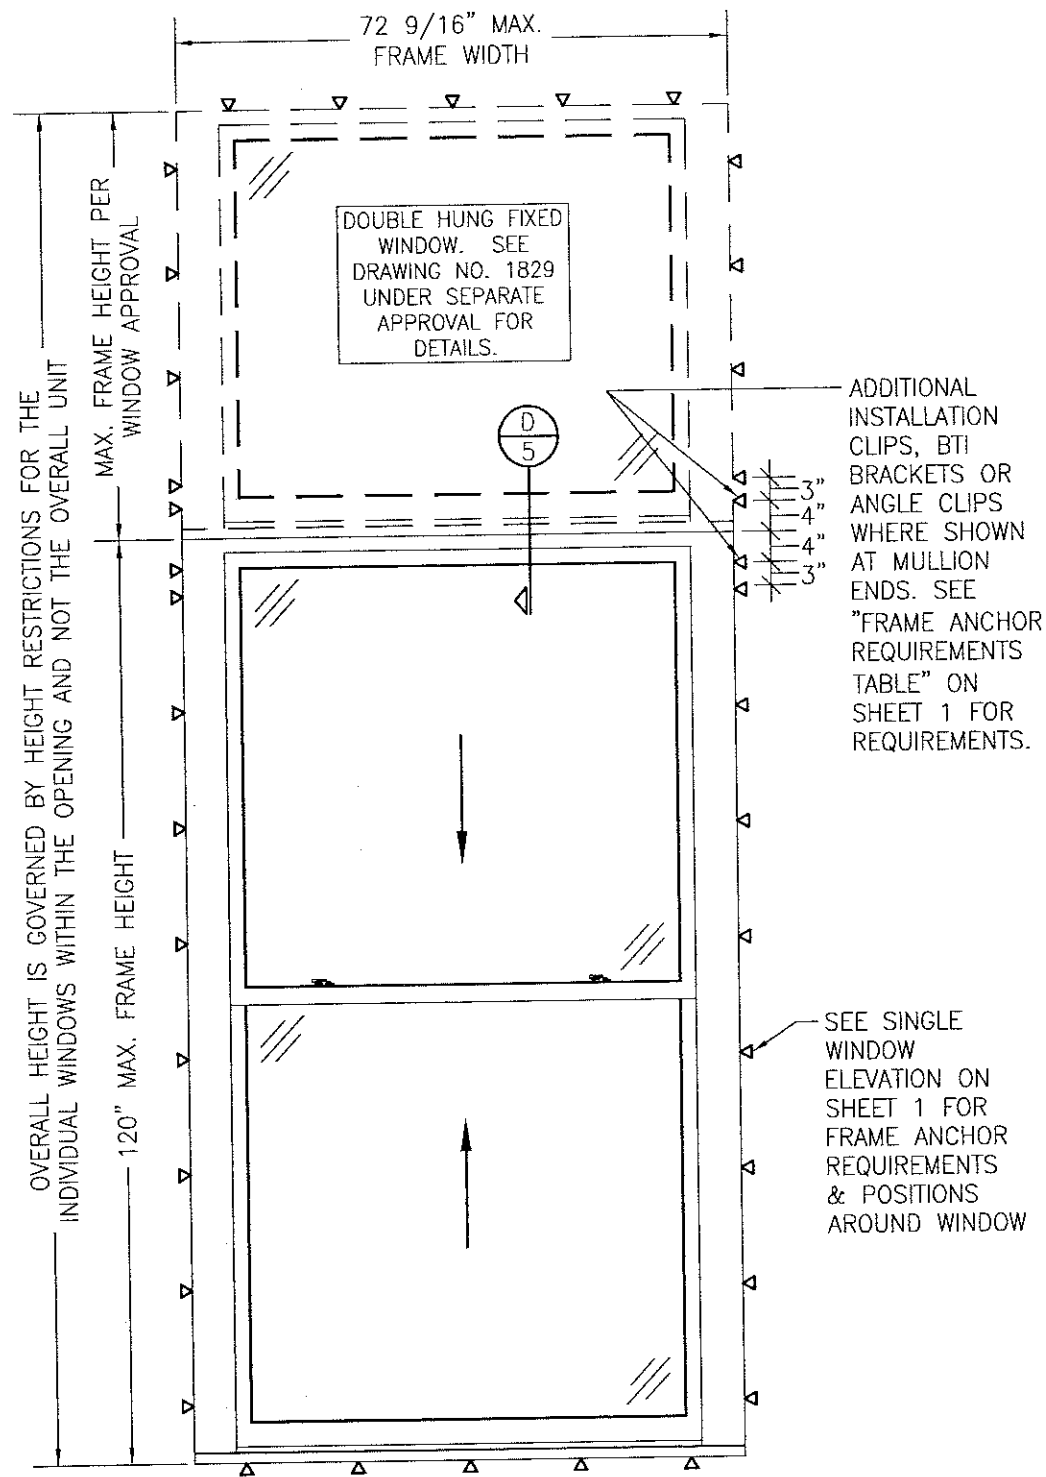 72 9/16" MAX.
FRAME WIDTH
OVERALL HEIGHT IS GOVERNED BY HEIGHT RESTRICTIONS FOR THE
INDIVIDUAL WINDOWS WITHIN THE OPENING AND NOT THE OVERALL UNIT
MAX. FRAME HEIGHT PER
WINDOW APPROVAL
120" MAX. FRAME HEIGHT
DOUBLE HUNG FIXED
WINDOW. SEE
DRAWING NO. 1829
UNDER SEPARATE
APPROVAL FOR
DETAILS.
D
5
3"
4"
4"
3"
ADDITIONAL
INSTALLATION
CLIPS, BTI
BRACKETS OR
ANGLE CLIPS
WHERE SHOWN
AT MULLION
ENDS. SEE
"FRAME ANCHOR
REQUIREMENTS
TABLE" ON
SHEET 1 FOR
REQUIREMENTS.
SEE SINGLE
WINDOW
ELEVATION ON
SHEET 1 FOR
FRAME ANCHOR
REQUIREMENTS
& POSITIONS
AROUND WINDOW